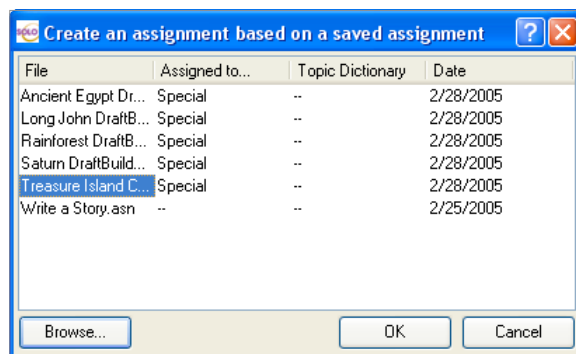 SOLO Create an assignment based on a saved assignment ?
File Assigned to... Topic Dictionary Date
Ancient Egypt Dr... Special -- 2/28/2005
Long John DraftB... Special -- 2/28/2005
Rainforest DraftB... Special -- 2/28/2005
Saturn DraftBuild... Special -- 2/28/2005
Treasure Island C... Special -- 2/28/2005
Write a Story.asn -- -- 2/25/2005
Browse... OK Cancel